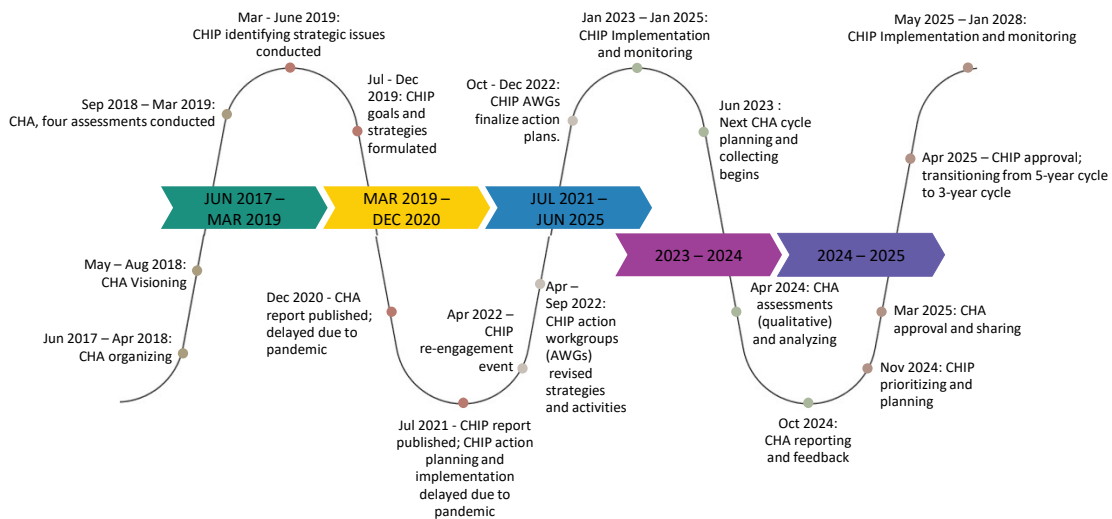 Mar - June 2019:
CHIP identifying strategic issues
conducted
Jan 2023 – Jan 2025:
CHIP Implementation
and monitoring
May 2025 – Jan 2028:
CHIP Implementation and monitoring
Sep 2018 – Mar 2019:
CHA, four assessments conducted
Jul - Dec
2019: CHIP
goals and
strategies
formulated
Oct - Dec 2022:
CHIP AWGs
finalize action
plans.
Jun 2023 :
Next CHA cycle
planning and
collecting
begins
Apr 2025 – CHIP approval;
transitioning from 5-year cycle
to 3-year cycle
JUN 2017 –
MAR 2019
MAR 2019 –
DEC 2020
JUL 2021 –
JUN 2025
2023 – 2024
2024 – 2025
May – Aug 2018:
CHA Visioning
Jun 2017 – Apr 2018:
CHA organizing
Dec 2020 - CHA
report published;
delayed due to
pandemic
Jul 2021 - CHIP report
published; CHIP action
planning and
implementation
delayed due to
pandemic
Apr 2022 –
CHIP
re-engagement
event
Apr –
Sep 2022:
CHIP action
workgroups
(AWGs)
revised
strategies
and activities
Apr 2024: CHA
assessments
(qualitative)
and analyzing
Oct 2024:
CHA reporting
and feedback
Mar 2025: CHA
approval and sharing
Nov 2024: CHIP
prioritizing and
planning